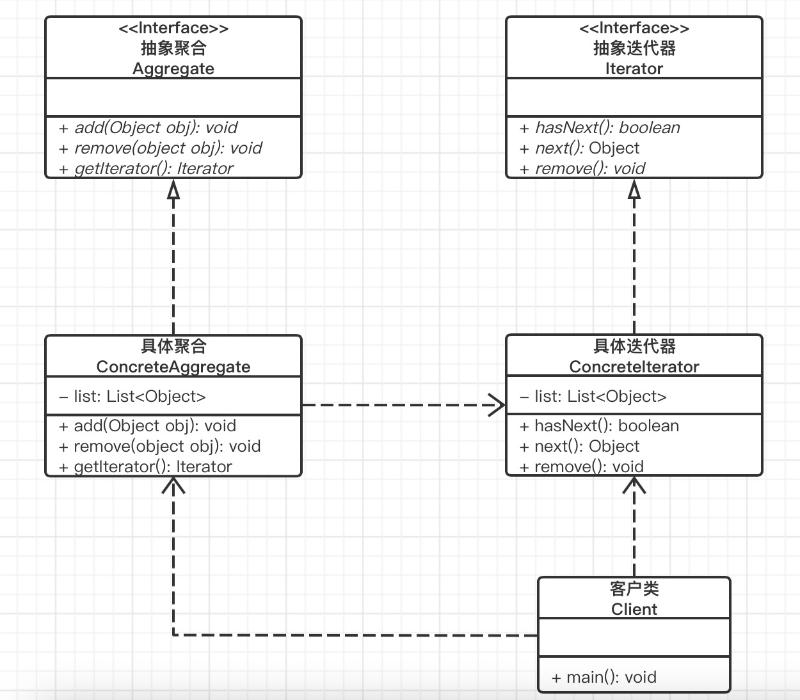 <<Interface>>
抽象聚合
Aggregate
+ add(Object obj): void
+ remove(object obj): void
+ getIterator(): Iterator
<<Interface>>
抽象迭代器
Iterator
+ hasNext(): boolean
+ next(): Object
+ remove(): void
具体聚合
ConcreteAggregate
– list: List<Object>
+ add(Object obj): void
+ remove(object obj): void
+ getIterator(): Iterator
具体迭代器
ConcreteIterator
– list: List<Object>
+ hasNext(): boolean
+ next(): Object
+ remove(): void
客户类
Client
+ main(): void